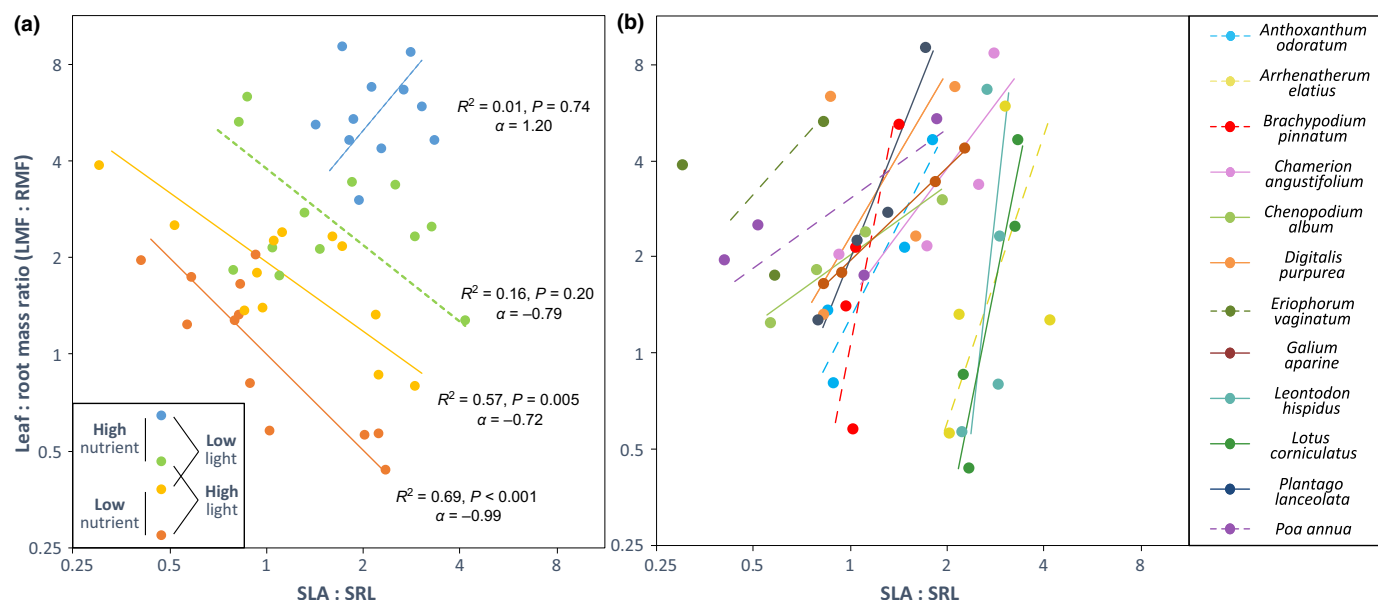 (a)
Leaf : root mass ratio (LMF : RMF)
8
4
2
1
0.5
0.25
R² = 0.01, P = 0.74
α = 1.20
R² = 0.16, P = 0.20
α = –0.79
R² = 0.57, P = 0.005
α = –0.72
R² = 0.69, P < 0.001
α = –0.99
High
nutrient
Low
light
Low
nutrient
High
light
0.25 0.5 1 2 4 8
SLA : SRL
(b)
8
4
2
1
0.5
0.25
0.25 0.5 1 2 4 8
SLA : SRL
Anthoxanthum
odoratum
Arrhenatherum
elatius
Brachypodium
pinnatum
Chamerion
angustifolium
Chenopodium
album
Digitalis
purpurea
Eriophorum
vaginatum
Galium
aparine
Leontodon
hispidus
Lotus
corniculatus
Plantago
lanceolata
Poa annua